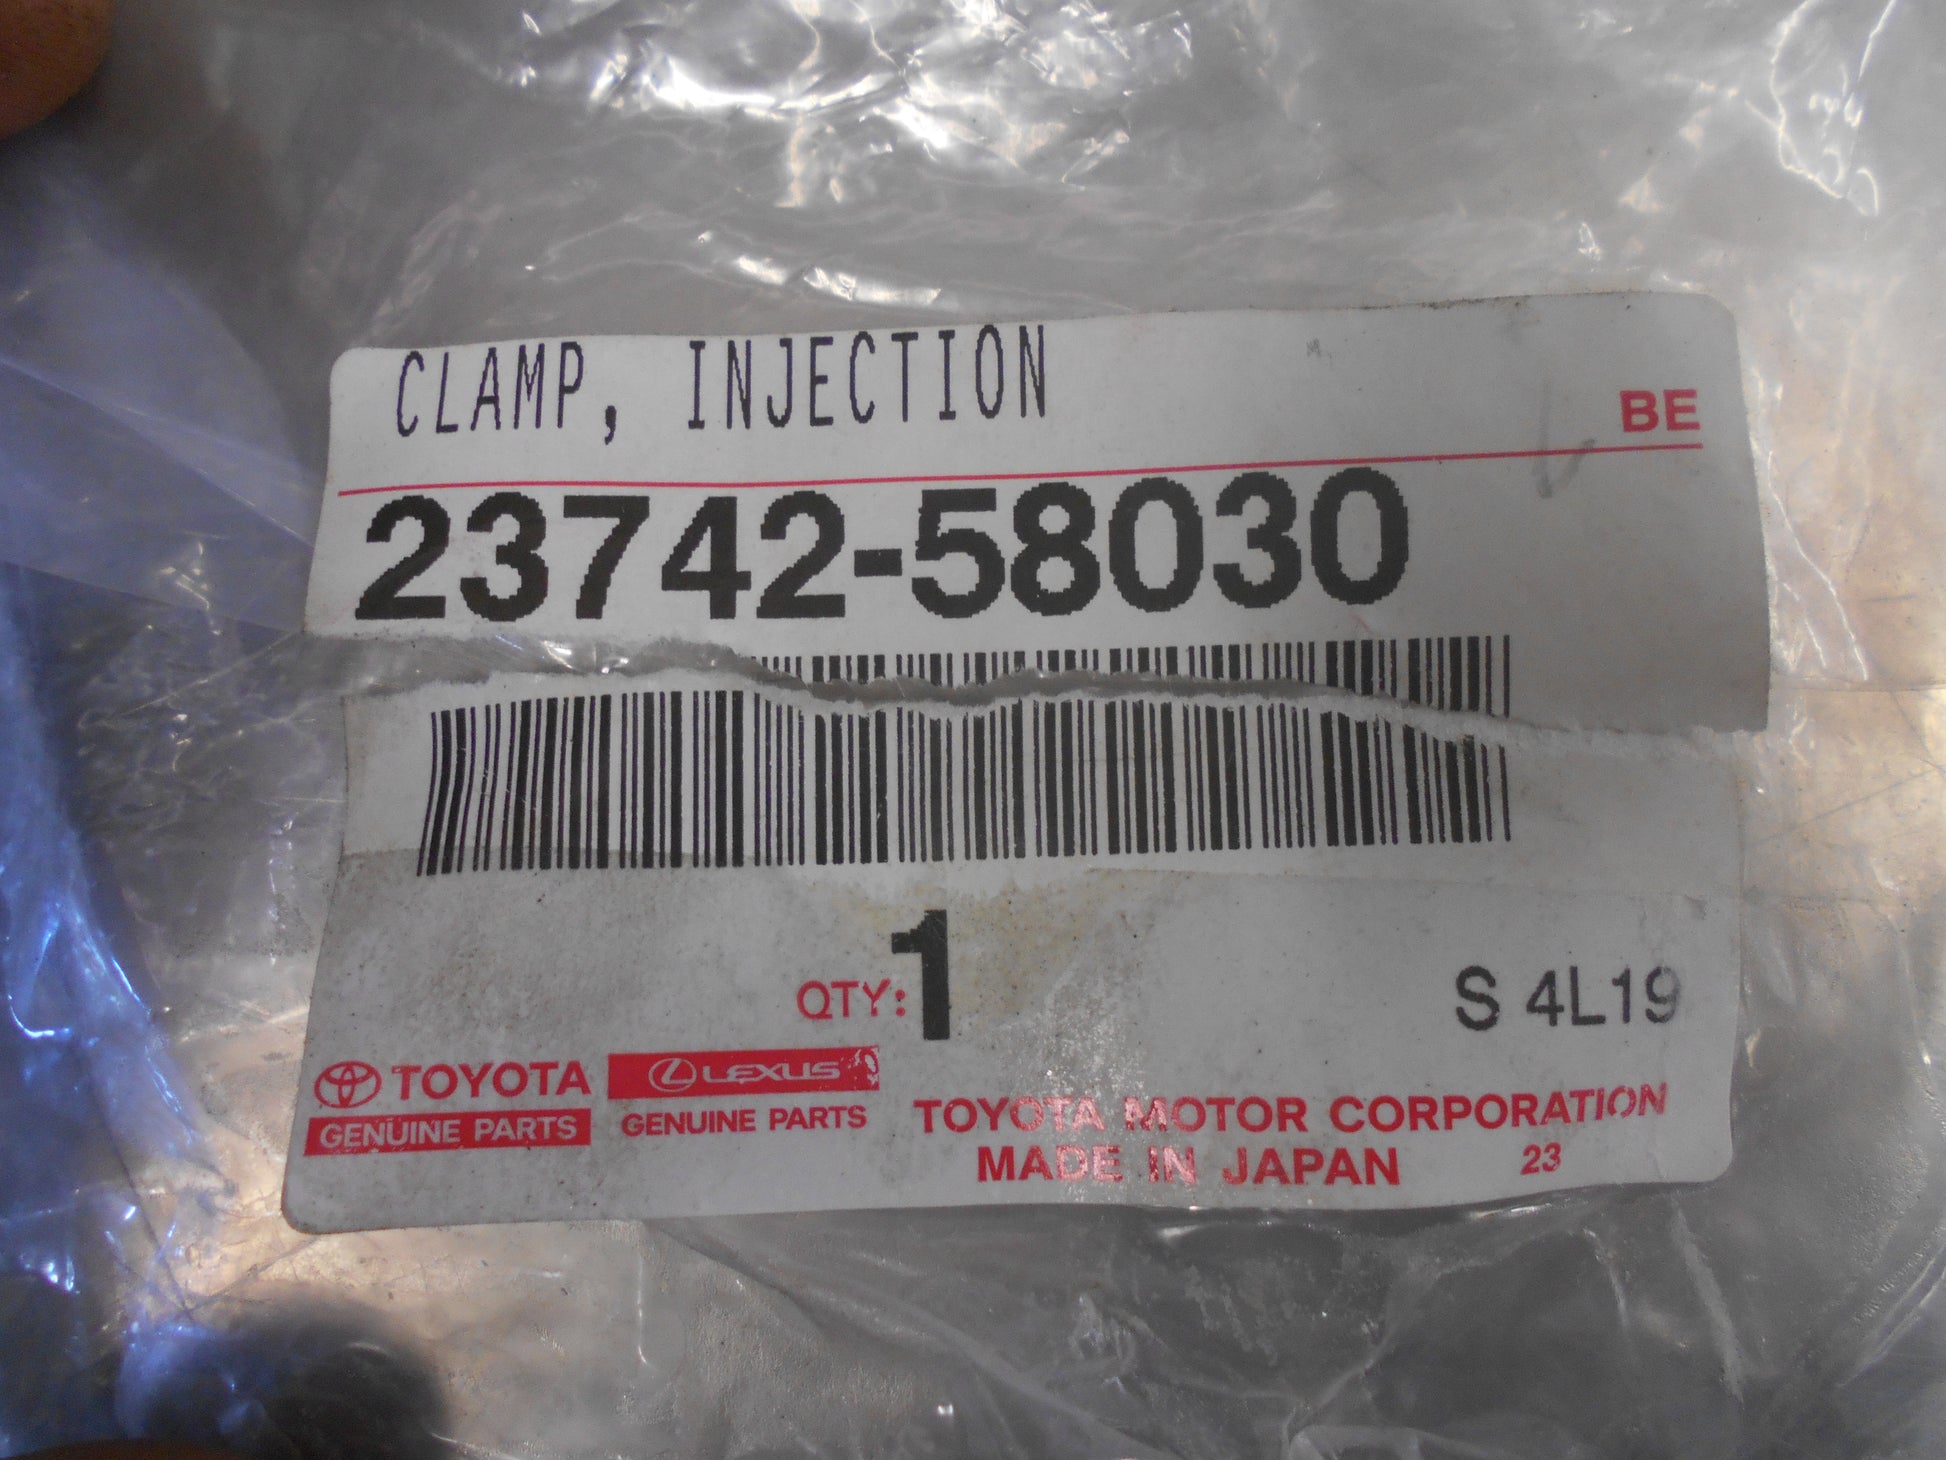 CLAMP, INJECTION
BE
23742-58030
QTY: 1
S 4L19
TOYOTA
GENUINE PARTS
LEXUS
GENUINE PARTS
TOYOTA MOTOR CORPORATION
MADE IN JAPAN 23